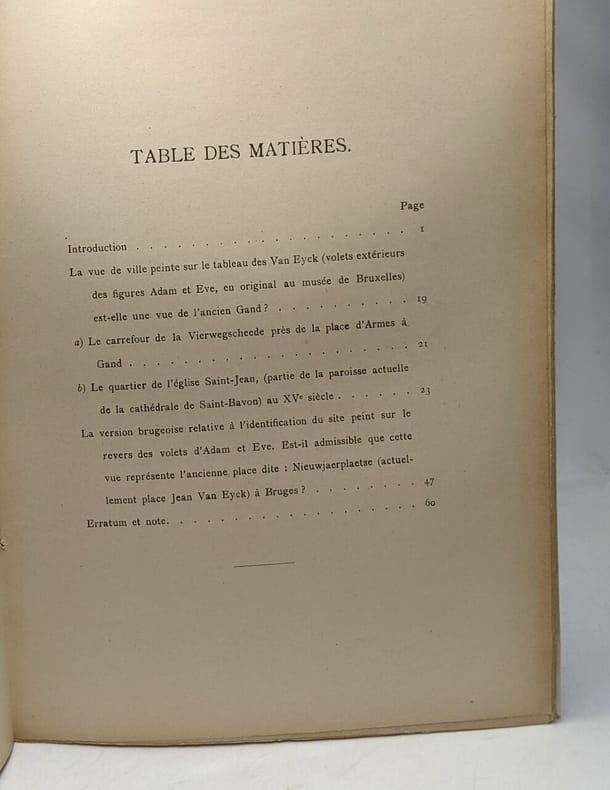 TABLE DES MATIÈRES.
Page
Introduction . . . . . . . . . . . . . . . . . . 1
La vue de ville peinte sur le tableau des Van Eyck (volets extérieurs
des figures Adam et Eve, en original au musée de Bruxelles)
est-elle une vue de l'ancien Gand ? . . . . . . . . . . 19
a) Le carrefour de la Vierwegscheede près de la place d'Armes à
Gand . . . . . . . . . . . . . . . . . . . 21
b) Le quartier de l'église Saint-Jean, (partie de la paroisse actuelle
de la cathédrale de Saint-Bavon) au XVe siècle . . . . . . 23
La version brugeoise relative à l'identification du site peint sur le
revers des volets d'Adam et Eve. Est-il admissible que cette
vue représente l'ancienne place dite : Nieuwjaerplaetse (actuel-
lement place Jean Van Eyck) à Bruges ? . . . . . . . . 47
Erratum et note. . . . . . . . . . . . . . . . 60